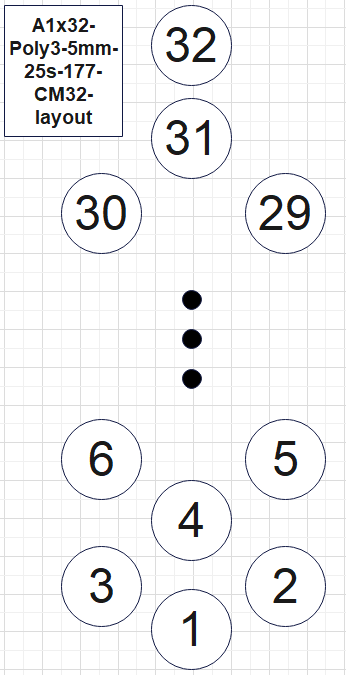 A1x32-
Poly3-5mm-
25s-177-
CM32-
layout
32
31
30 29
6 5
4
3 2
1